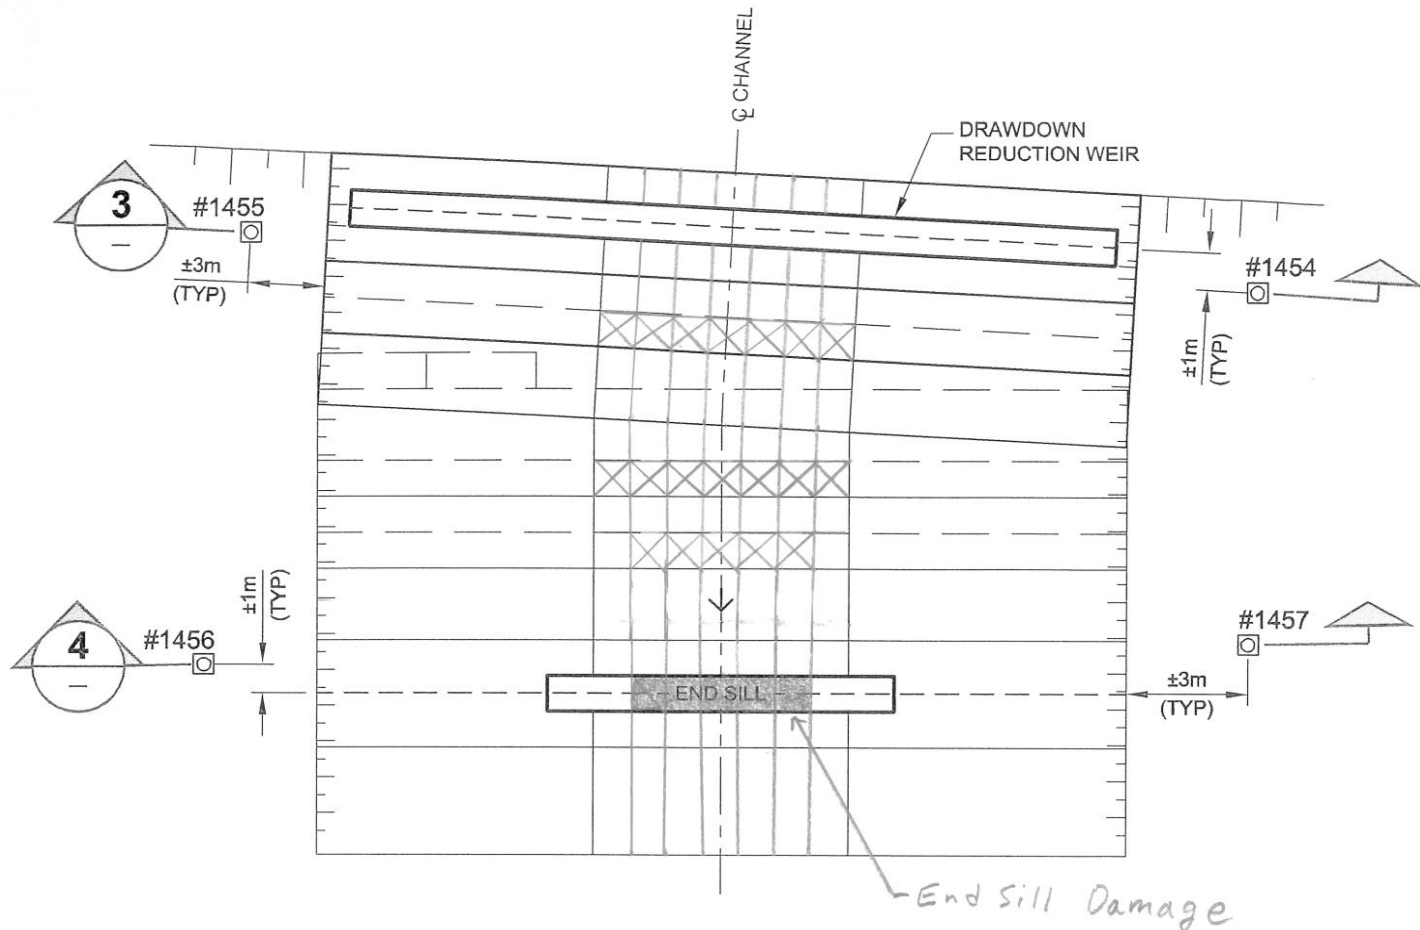 ℄ CHANNEL
DRAWDOWN
REDUCTION WEIR
3
–
#1455
±3m
(TYP)
#1454
±1m
(TYP)
±1m
(TYP)
4
–
#1456
END SILL
#1457
±3m
(TYP)
End Sill Damage